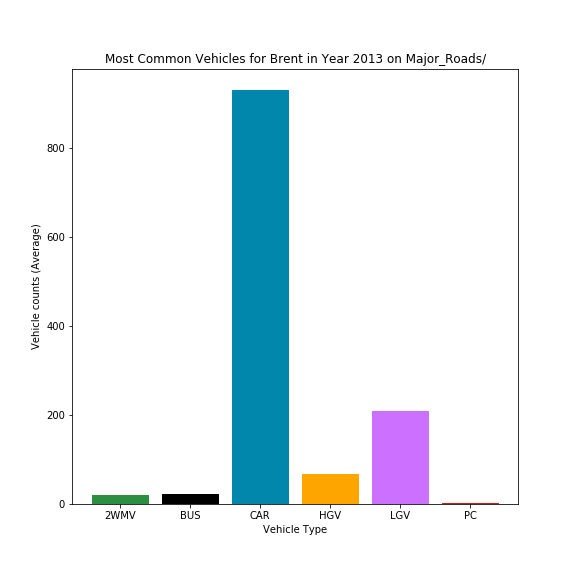 Most Common Vehicles for Brent in Year 2013 on Major_Roads/
Vehicle counts (Average)
800
600
400
200
0
2WMV BUS CAR HGV LGV PC
Vehicle Type